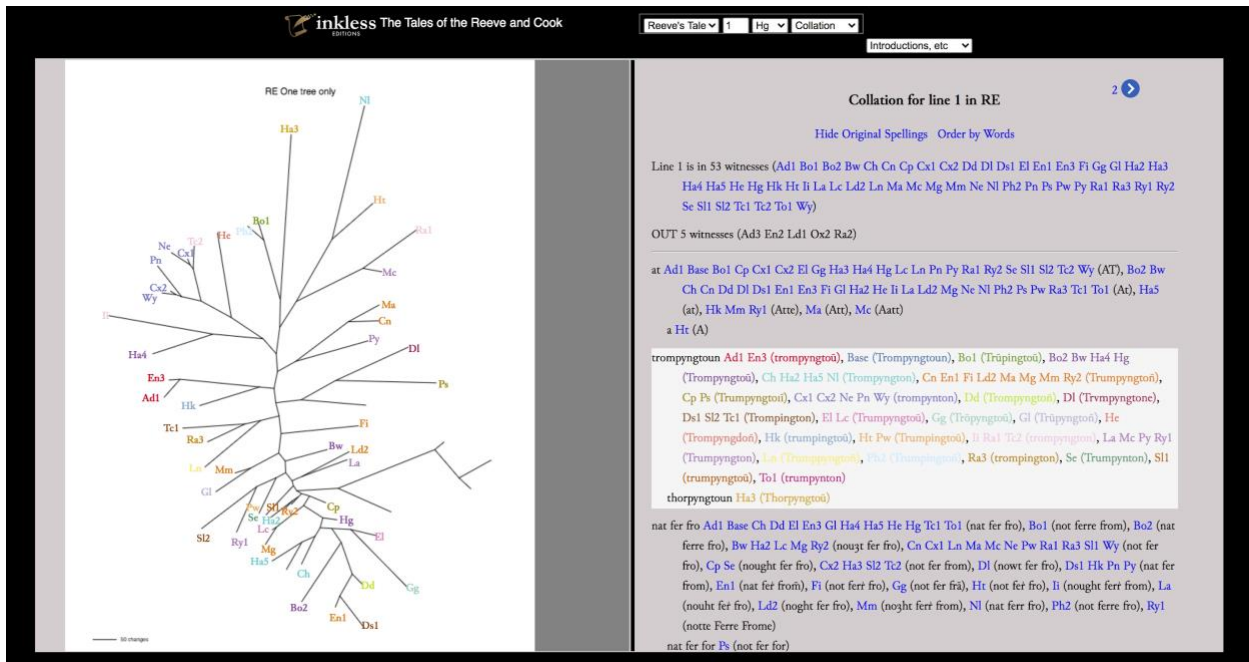 inkless
EDITIONS
The Tales of the Reeve and Cook
Reeve's Tale 1 Hg Collation
Introductions, etc
RE One tree only
Nl
Ha3
Ht
Ra1
Bo1
Ph2
He
Tc2
Ne
Cx1
Pn
Mc
Cx2
Wy
Ma
Ii
Cn
Py
Ha4
Dl
En3
Ps
Ad1
Hk
Tc1
Fi
Ra3
Bw
Ld2
Ln
Mm
La
Gl
Pw
Sl1
Ry2
Cp
Se
Ha2
Hg
Lc
El
Sl2
Ry1
Mg
Ha5
Ch
Dd
Gg
Bo2
En1
Ds1
50 changes
2
Collation for line 1 in RE
Hide Original Spellings Order by Words
Line 1 is in 53 witnesses (Ad1 Bo1 Bo2 Bw Ch Cn Cp Cx1 Cx2 Dd Dl Ds1 El En1 En3 Fi Gg Gl Ha2 Ha3
Ha4 Ha5 He Hg Hk Ht Ii La Lc Ld2 Ln Ma Mc Mg Mm Ne Nl Ph2 Pn Ps Pw Py Ra1 Ra3 Ry1 Ry2
Se Sl1 Sl2 Tc1 Tc2 To1 Wy)
OUT 5 witnesses (Ad3 En2 Ld1 Ox2 Ra2)
at Ad1 Base Bo1 Cp Cx1 Cx2 El Gg Ha3 Ha4 Hg Lc Ln Pn Py Ra1 Ry2 Se Sl1 Sl2 Tc2 Wy (AT), Bo2 Bw
Ch Cn Dd Dl Ds1 En1 En3 Fi Gl Ha2 He Ii La Ld2 Mg Ne Nl Ph2 Ps Pw Ra3 Tc1 To1 (At), Ha5
(at), Hk Mm Ry1 (Atte), Ma (Att), Mc (Aatt)
a Ht (A)
trompyngtoun Ad1 En3 (trompyngtoū), Base (Trompyngtoun), Bo1 (Trūpingtoū), Bo2 Bw Ha4 Hg
(Trompyngtoū), Ch Ha2 Ha5 Nl (Trompyngton), Cn En1 Fi Ld2 Ma Mg Mm Ry2 (Trumpyngtoñ),
Cp Ps (Trumpyngtoū), Cx1 Cx2 Ne Pn Wy (trompynton), Dd (Trompyngtoñ), Dl (Trvmpyngtone),
Ds1 Sl2 Tc1 (Trompington), El Lc (Trumpyngtoū), Gg (Trōpyngtoū), Gl (Trūpyngtoñ), He
(Trompyngdoñ), Hk (trumpingtoū), Ht Pw (Trumpingtoū), Ii Ra1 Tc2 (trompyngton), La Mc Py Ry1
(Trumpyngton), Ln (Trumppyngtoñ), Ph2 (Trumpingtoñ), Ra3 (trompington), Se (Trumpynton), Sl1
(trumpyngtoū), To1 (trumpynton)
thorpyngtoun Ha3 (Thorpyngtoū)
nat fer fro Ad1 Base Ch Dd El En3 Gl Ha4 Ha5 He Hg Tc1 To1 (nat fer fro), Bo1 (not ferre from), Bo2 (nat
ferre fro), Bw Ha2 Lc Mg Ry2 (nouȝt fer fro), Cn Cx1 Ln Ma Mc Ne Pw Ra1 Ra3 Sl1 Wy (not fer
fro), Cp Se (nought fer fro), Cx2 Ha3 Sl2 Tc2 (not fer from), Dl (nowt fer fro), Ds1 Hk Pn Py (nat fer
from), En1 (nat fer̄ from̄), Fi (not fer̄r fro), Gg (not fer frā), Ht (not fer̄ fro), Ii (nought fer̄r from), La
(nouht fer̄ fro), Ld2 (noght fer fro), Mm (noȝht fer̄r from), Nl (nat ferr fro), Ph2 (not ferre fro), Ry1
(notte Ferre Frome)
nat fer for Ps (not fer for)